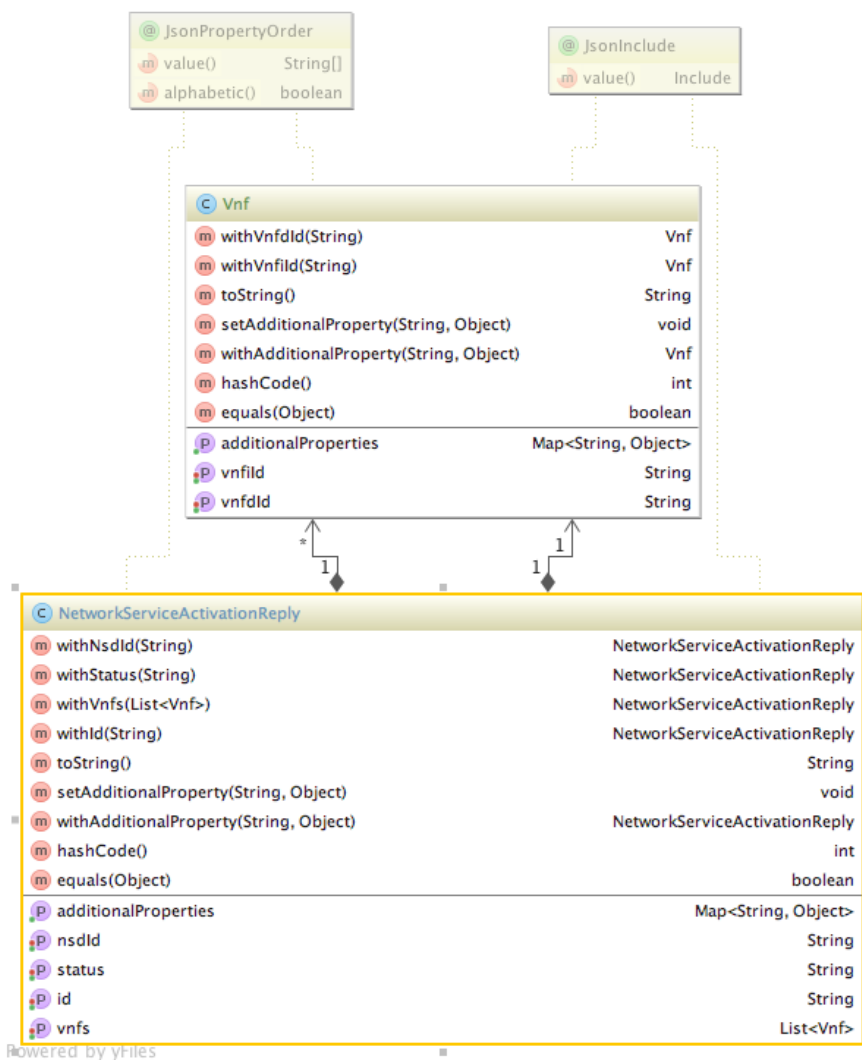 JsonPropertyOrder
value() String[]
alphabetic() boolean
JsonInclude
value() Include
Vnf
withVnfdId(String) Vnf
withVnfiId(String) Vnf
toString() String
setAdditionalProperty(String, Object) void
withAdditionalProperty(String, Object) Vnf
hashCode() int
equals(Object) boolean
additionalProperties Map<String, Object>
vnfiId String
vnfdId String
*
1
1
1
NetworkServiceActivationReply
withNsdId(String) NetworkServiceActivationReply
withStatus(String) NetworkServiceActivationReply
withVnfs(List<Vnf>) NetworkServiceActivationReply
withId(String) NetworkServiceActivationReply
toString() String
setAdditionalProperty(String, Object) void
withAdditionalProperty(String, Object) NetworkServiceActivationReply
hashCode() int
equals(Object) boolean
additionalProperties Map<String, Object>
nsdId String
status String
id String
vnfs List<Vnf>
Powered by yFiles